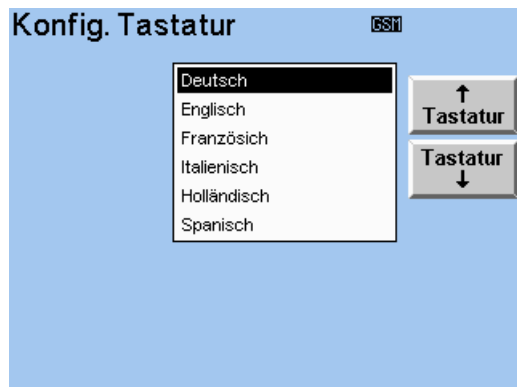 Konfig. Tastatur GSM
Deutsch
Englisch
Französich
Italienisch
Holländisch
Spanisch
↑
Tastatur
Tastatur
↓